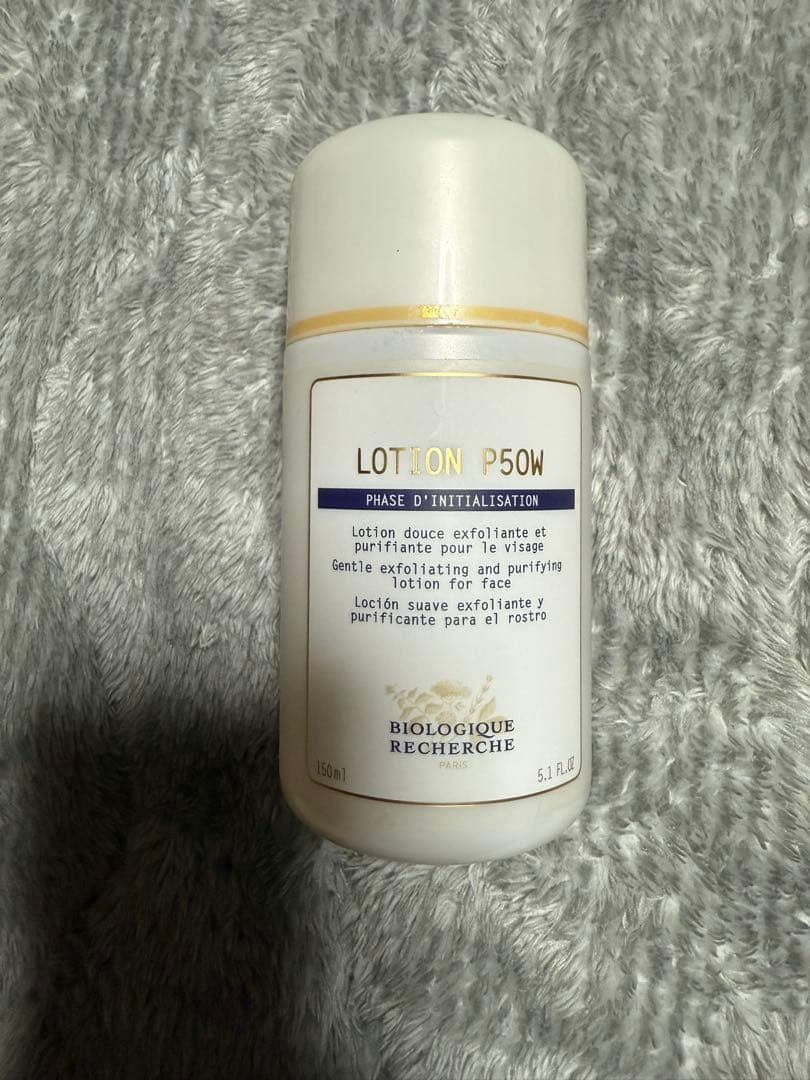 LOTION P50W
PHASE D'INITIALISATION
Lotion douce exfoliante et
purifiante pour le visage
Gentle exfoliating and purifying
lotion for face
Loción suave exfoliante y
purificante para el rostro
BIOLOGIQUE
RECHERCHE
PARIS
150ml
5.1 FL.OZ